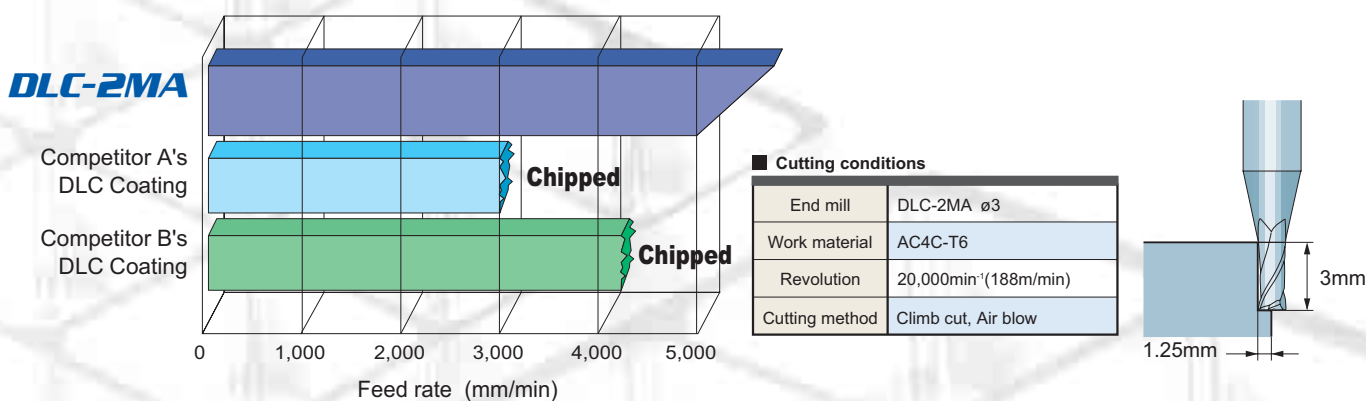 DLC-2MA
Competitor A's
DLC Coating
Chipped
Competitor B's
DLC Coating
Chipped
0 1,000 2,000 3,000 4,000 5,000
Feed rate (mm/min)
■ Cutting conditions
End mill DLC-2MA ø3
Work material AC4C-T6
Revolution 20,000min⁻¹(188m/min)
Cutting method Climb cut, Air blow
3mm
1.25mm